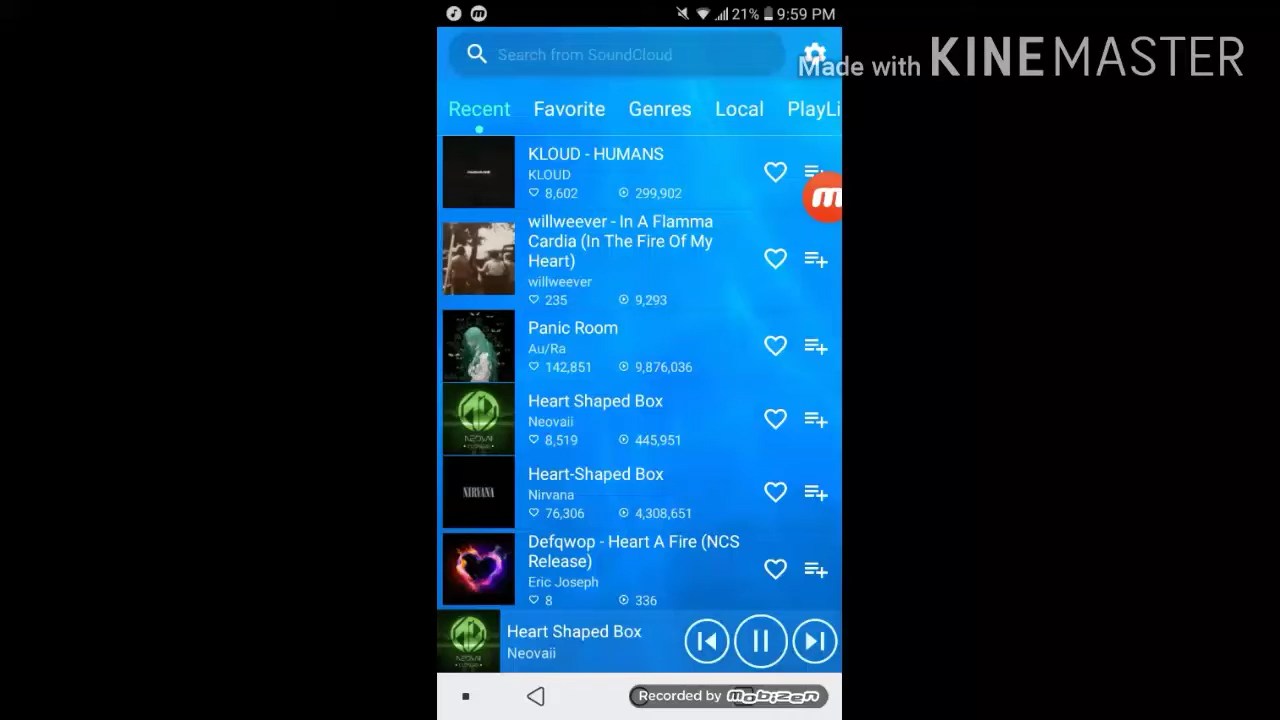 21% 9:59 PM
Search from SoundCloud
Made with KINEMASTER
Recent Favorite Genres Local PlayLi
KLOUD - HUMANS
KLOUD
8,602 299,902
willweever - In A Flamma
Cardia (In The Fire Of My
Heart)
willweever
235 9,293
Panic Room
Au/Ra
142,851 9,876,036
Heart Shaped Box
Neovaii
8,519 445,951
NIRVANA
Heart-Shaped Box
Nirvana
76,306 4,308,651
Defqwop - Heart A Fire (NCS
Release)
Eric Joseph
8 336
Heart Shaped Box
Neovaii
Recorded by mobizen